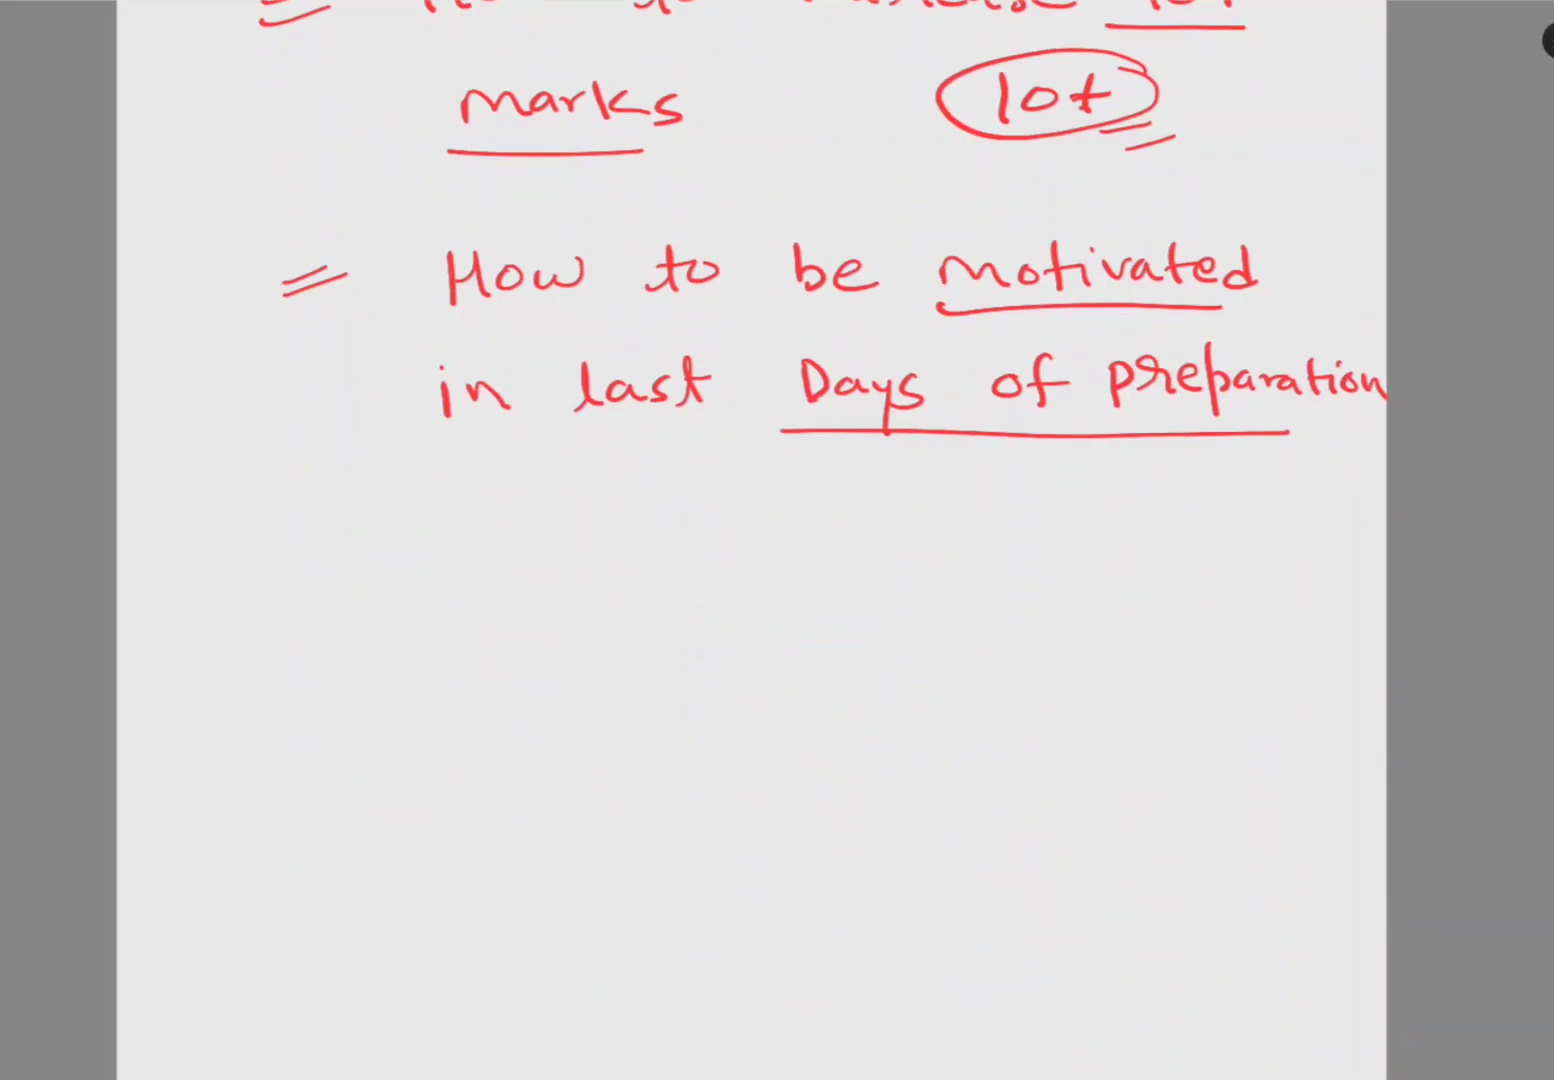 marks 10+
= How to be motivated
in last Days of preparation